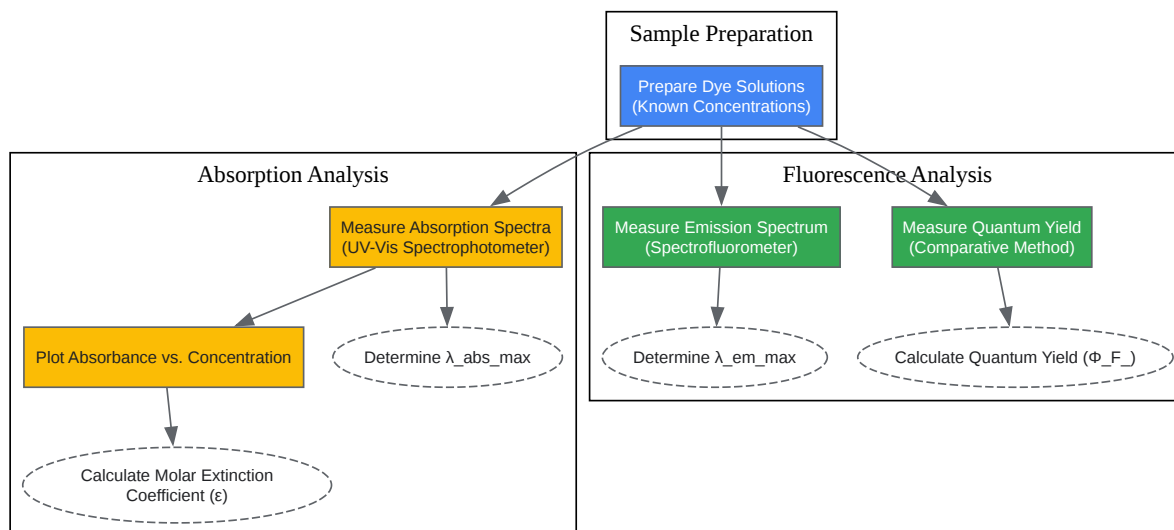 Sample Preparation
Prepare Dye Solutions
(Known Concentrations)
Absorption Analysis
Measure Absorption Spectra
(UV-Vis Spectrophotometer)
Plot Absorbance vs. Concentration
Determine λ_abs_max
Calculate Molar Extinction
Coefficient (ε)
Fluorescence Analysis
Measure Emission Spectrum
(Spectrofluorometer)
Measure Quantum Yield
(Comparative Method)
Determine λ_em_max
Calculate Quantum Yield (Φ_F_)